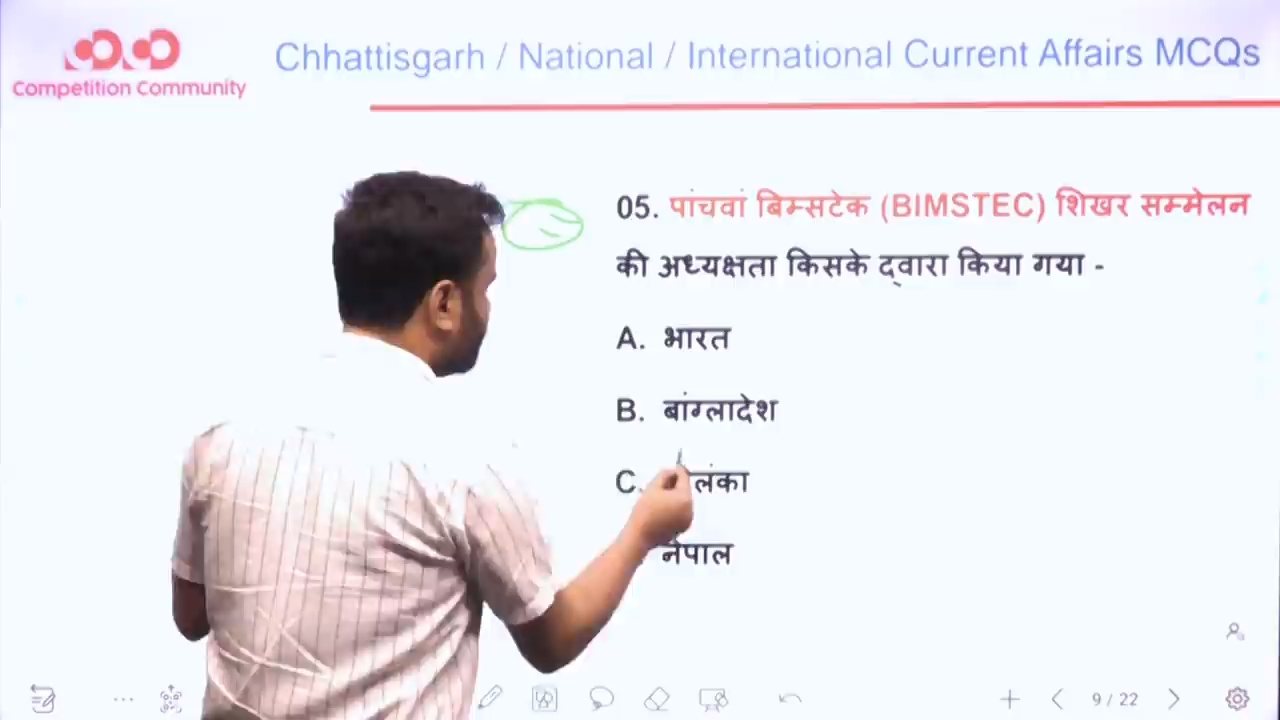 Competition Community
Chhattisgarh / National / International Current Affairs MCQs
05. पांचवां बिम्सटेक (BIMSTEC) शिखर सम्मेलन
की अध्यक्षता किसके द्वारा किया गया -
A. भारत
B. बांग्लादेश
C.
नेपाल
9 / 22